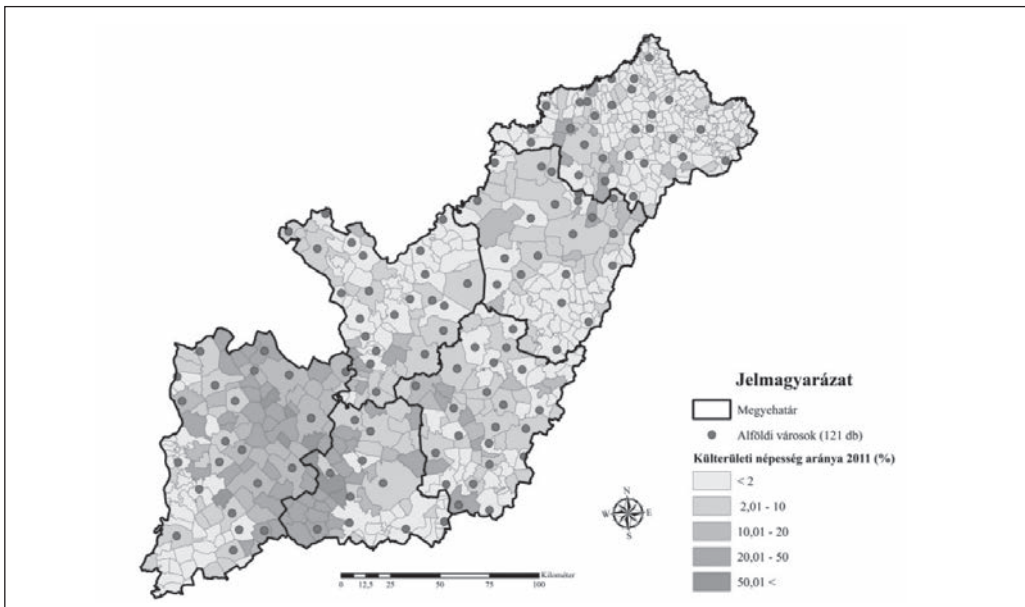 Jelmagyarázat
Megyehatár
Alföldi városok (121 db)
Külterületi népesség aránya 2011 (%)
< 2
2,01 - 10
10,01 - 20
20,01 - 50
50,01 <
N
W E
S
Kilométer
0 12,5 25 50 75 100